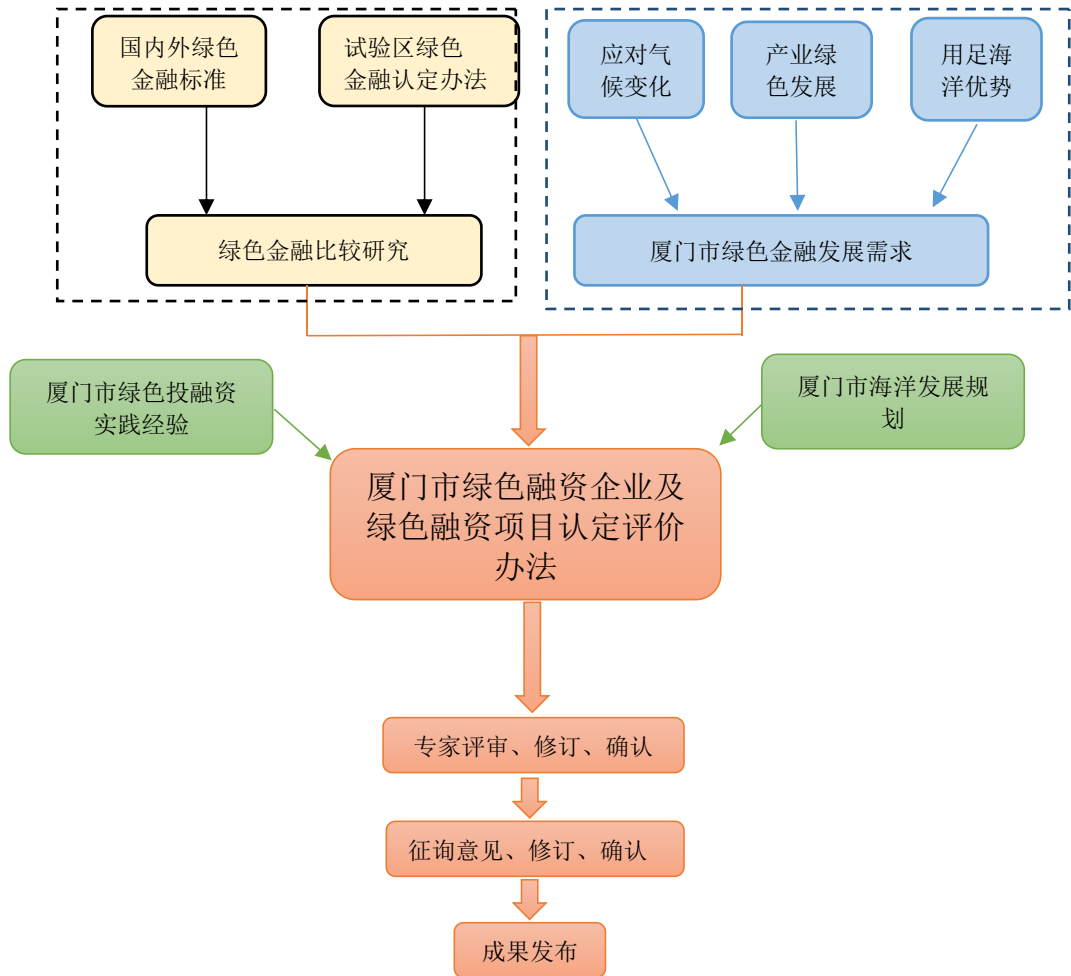 国内外绿色
金融标准
试验区绿色
金融认定办法
应对气
候变化
产业绿
色发展
用足海
洋优势
绿色金融比较研究
厦门市绿色金融发展需求
厦门市绿色投融资
实践经验
厦门市海洋发展规
划
厦门市绿色融资企业及
绿色融资项目认定评价
办法
专家评审、修订、确认
征询意见、修订、确认
成果发布